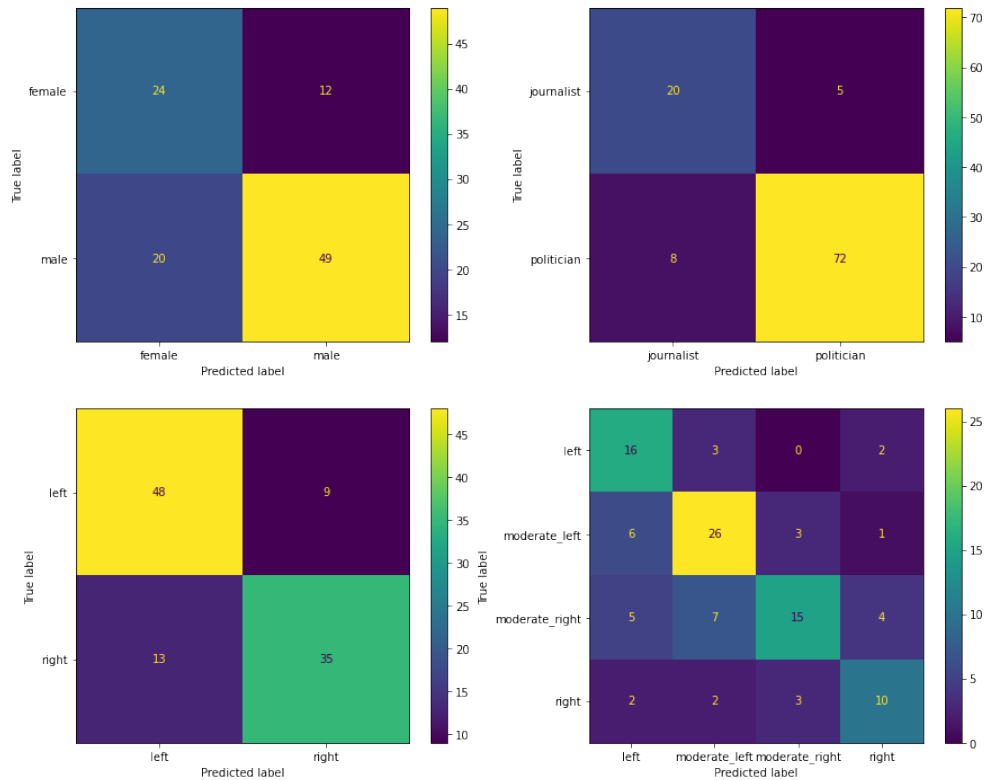 45
female
24
12
40
35
True label
30
25
male
20
49
20
15
female
male
Predicted label
70
journalist
20
5
60
50
True label
40
30
politician
8
72
20
10
journalist
politician
Predicted label
45
left
48
9
40
35
True label
30
25
right
13
35
20
15
10
left
right
Predicted label
25
left
16
3
0
2
20
moderate_left
6
26
3
1
15
True label
moderate_right
5
7
15
4
10
5
right
2
2
3
10
0
left
moderate_left
moderate_right
right
Predicted label